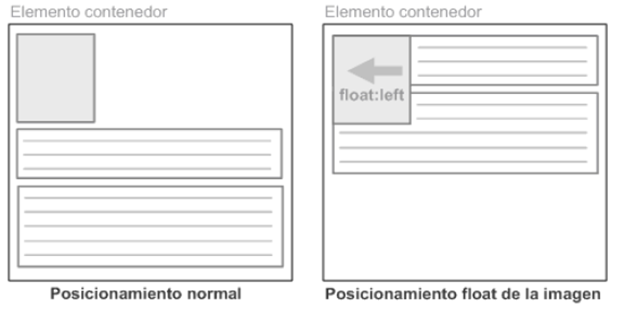 Elemento contenedor
Elemento contenedor
float:left
Posicionamiento normal
Posicionamiento float de la imagen